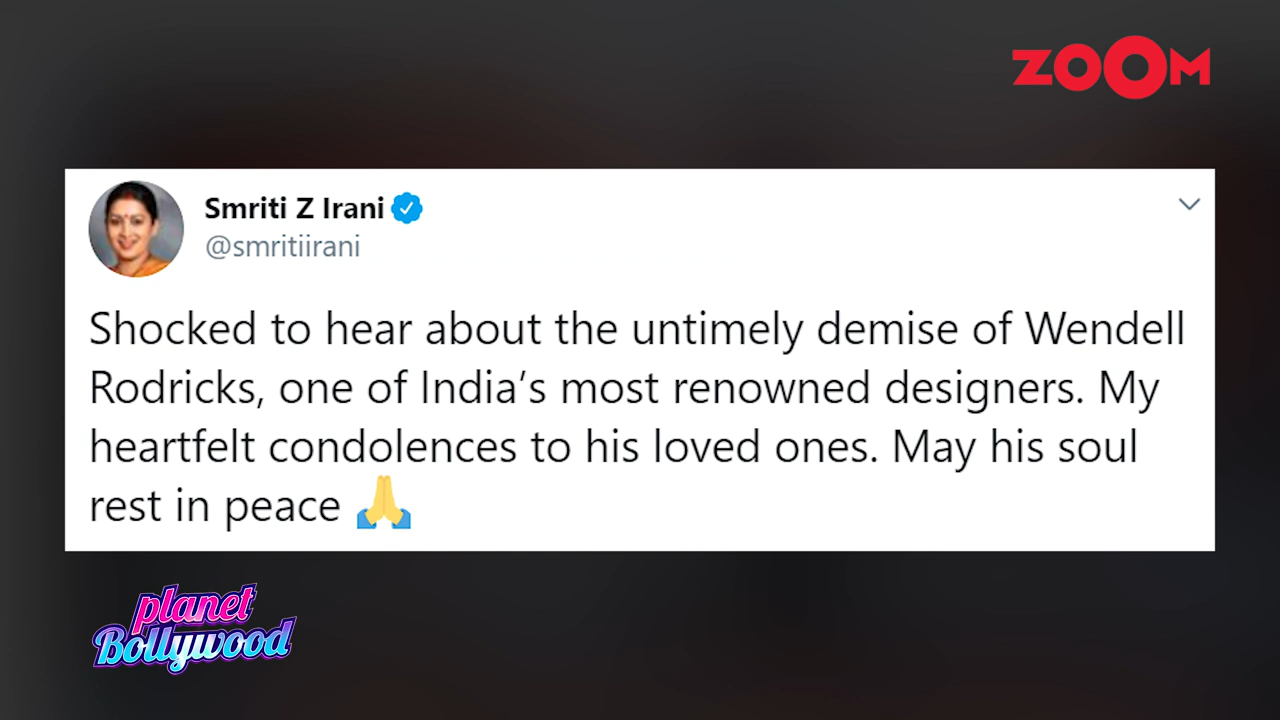 ZOOM
Smriti Z Irani
@smritiirani
Shocked to hear about the untimely demise of Wendell
Rodricks, one of India’s most renowned designers. My
heartfelt condolences to his loved ones. May his soul
rest in peace 🙏
planet
Bollywood